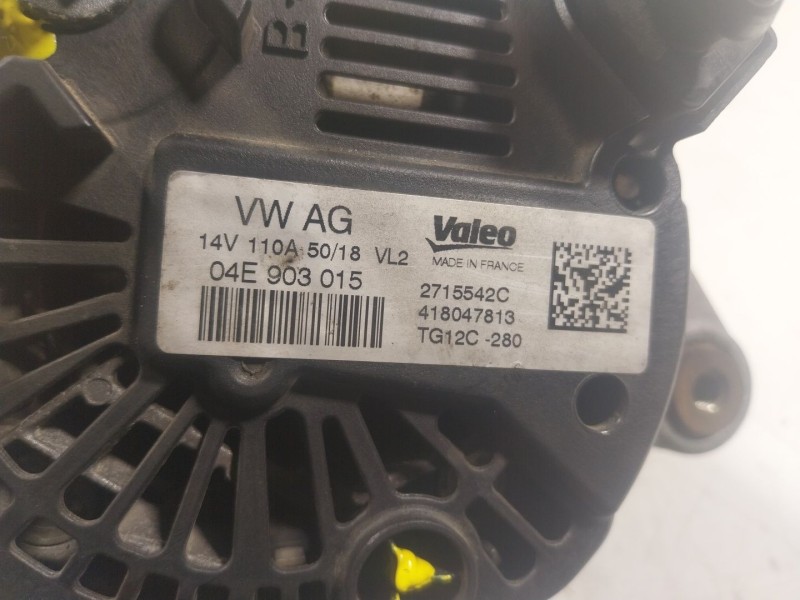 B+
VW AG
14V 110A 50/18 VL2
04E 903 015
Valeo
MADE IN FRANCE
2715542C
418047813
TG12C -280